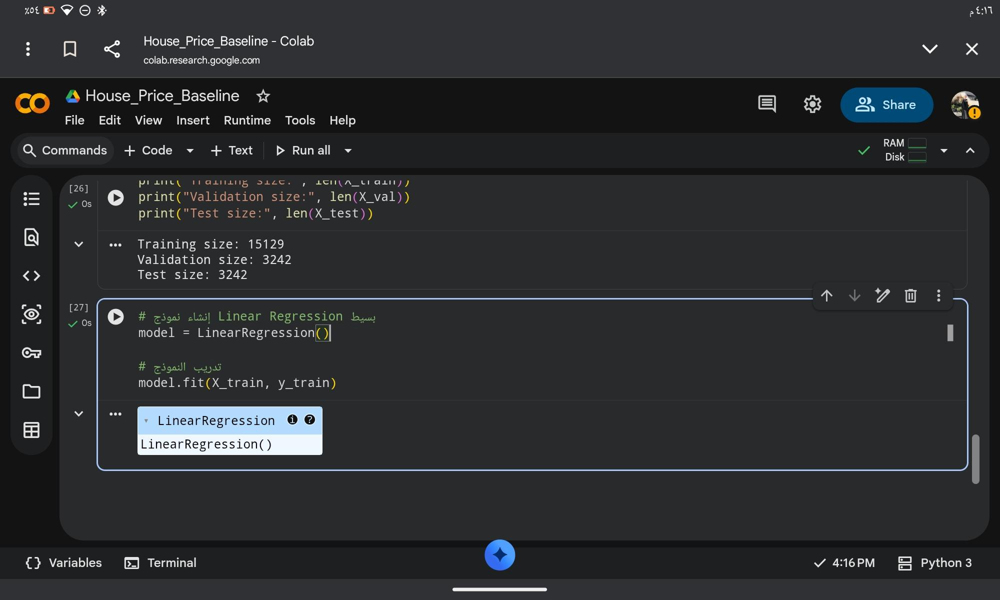 ٪٥٤
٤:١٦ م
House_Price_Baseline - Colab
colab.research.google.com
House_Price_Baseline
File Edit View Insert Runtime Tools Help
Share
Commands + Code + Text Run all
RAM
Disk
[26]
0s
print("Training size:", len(X_train))
print("Validation size:", len(X_val))
print("Test size:", len(X_test))
Training size: 15129
Validation size: 3242
Test size: 3242
[27]
0s
# إنشاء نموذج Linear Regression بسيط
model = LinearRegression()
# تدريب النموذج
model.fit(X_train, y_train)
LinearRegression i ?
LinearRegression()
{} Variables Terminal
4:16 PM Python 3